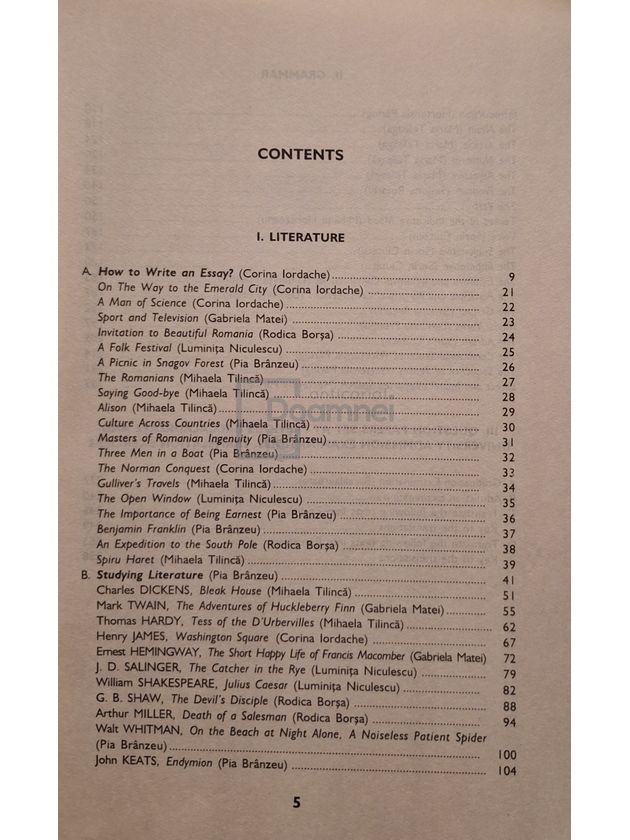 CONTENTS
I. LITERATURE
A. How to Write an Essay? (Corina Iordache) 9
On The Way to the Emerald City (Corina Iordache) 21
A Man of Science (Corina Iordache) 22
Sport and Television (Gabriela Matei) 23
Invitation to Beautiful Romania (Rodica Borșa) 24
A Folk Festival (Luminița Niculescu) 25
A Picnic in Snagov Forest (Pia Brânzeu) 26
The Romanians (Mihaela Tilincă) 27
Saying Good-bye (Mihaela Tilincă) 28
Alison (Mihaela Tilincă) 29
Culture Across Countries (Mihaela Tilincă) 30
Masters of Romanian Ingenuity (Pia Brânzeu) 31
Three Men in a Boat (Pia Brânzeu) 32
The Norman Conquest (Corina Iordache) 33
Gulliver's Travels (Mihaela Tilincă) 34
The Open Window (Luminița Niculescu) 35
The Importance of Being Earnest (Pia Brânzeu) 36
Benjamin Franklin (Pia Brânzeu) 37
An Expedition to the South Pole (Rodica Borșa) 38
Spiru Haret (Mihaela Tilincă) 39
B. Studying Literature (Pia Brânzeu) 41
Charles DICKENS, Bleak House (Mihaela Tilincă) 51
Mark TWAIN, The Adventures of Huckleberry Finn (Gabriela Matei) 55
Thomas HARDY, Tess of the D'Urbervilles (Mihaela Tilincă) 62
Henry JAMES, Washington Square (Corina Iordache) 67
Ernest HEMINGWAY, The Short Happy Life of Francis Macomber (Gabriela Matei) 72
J. D. SALINGER, The Catcher in the Rye (Luminița Niculescu) 79
William SHAKESPEARE, Julius Caesar (Luminița Niculescu) 82
G. B. SHAW, The Devil's Disciple (Rodica Borșa) 88
Arthur MILLER, Death of a Salesman (Rodica Borșa) 94
Walt WHITMAN, On the Beach at Night Alone, A Noiseless Patient Spider
(Pia Brânzeu) 100
John KEATS, Endymion (Pia Brânzeu) 104
5
anticariat
Doamnei